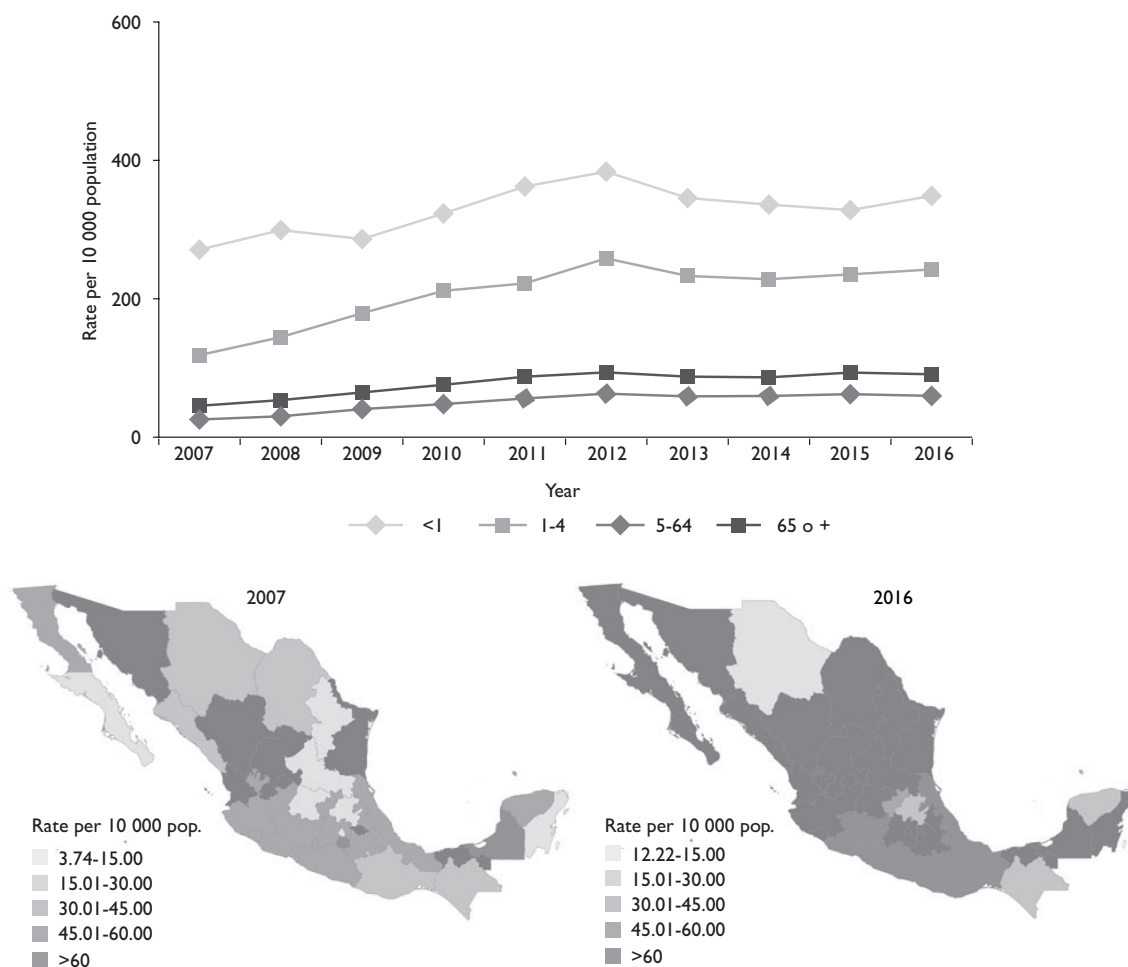 600
400
200
0
Rate per 10 000 population
2007 2008 2009 2010 2011 2012 2013 2014 2015 2016
Year
<1 1-4 5-64 65 o +
2007
Rate per 10 000 pop.
3.74-15.00
15.01-30.00
30.01-45.00
45.01-60.00
>60
2016
Rate per 10 000 pop.
12.22-15.00
15.01-30.00
30.01-45.00
45.01-60.00
>60